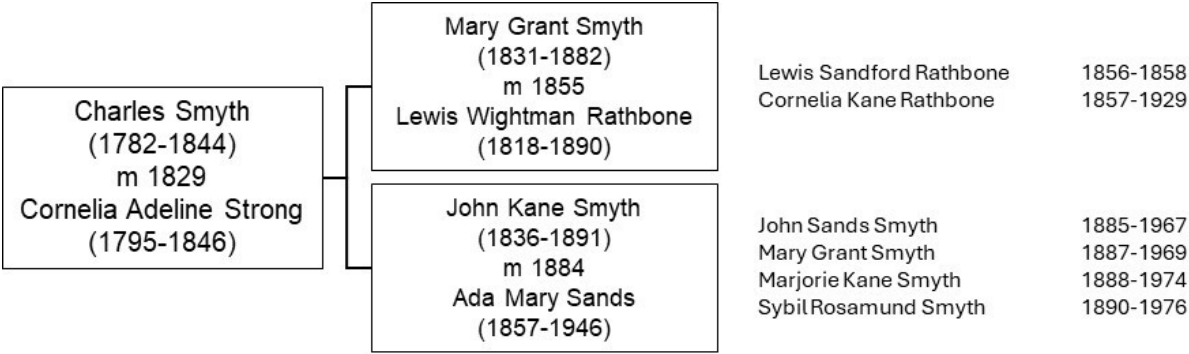 Charles Smyth
(1782-1844)
m 1829
Cornelia Adeline Strong
(1795-1846)
Mary Grant Smyth
(1831-1882)
m 1855
Lewis Wightman Rathbone
(1818-1890)
Lewis Sandford Rathbone 1856-1858
Cornelia Kane Rathbone 1857-1929
John Kane Smyth
(1836-1891)
m 1884
Ada Mary Sands
(1857-1946)
John Sands Smyth 1885-1967
Mary Grant Smyth 1887-1969
Marjorie Kane Smyth 1888-1974
Sybil Rosamund Smyth 1890-1976